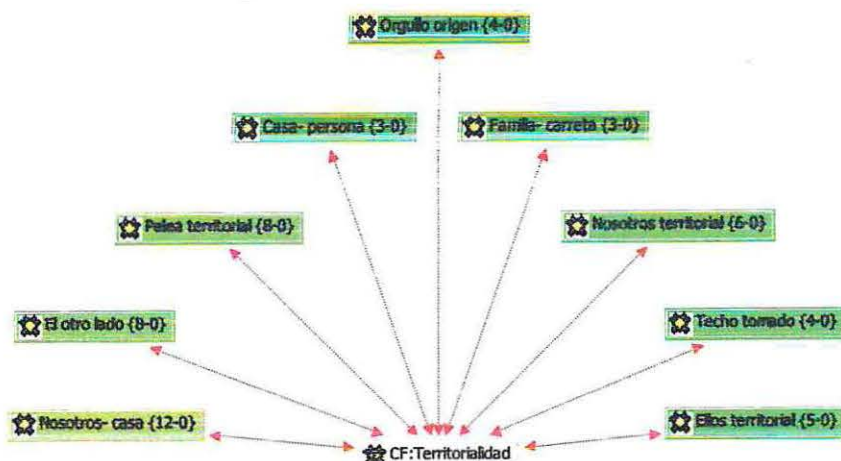 Orgullo origen {4-0}
Casa- persona {3-0}
Familia- carreta {3-0}
Pelea territorial {8-0}
Nosotros territorial {6-0}
El otro lado {8-0}
Techo tomado {4-0}
Nosotros- casa {12-0}
Ellos territorial {5-0}
CF:Territorialidad